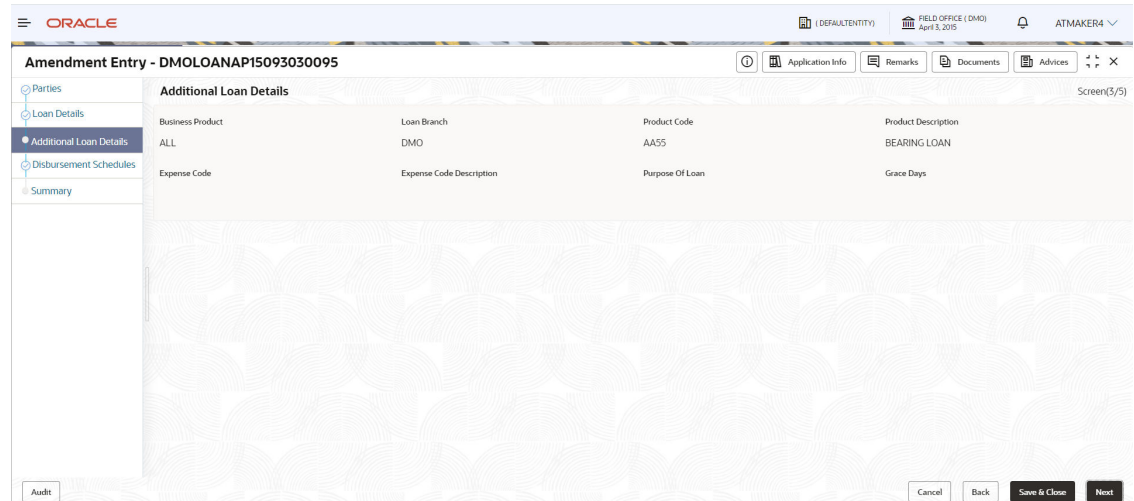 ORACLE
( DEFAULTENTITY)
FIELD OFFICE ( DMO)
April 3, 2015
ATMAKER4
Amendment Entry - DMOLOANAP15093030095
Application Info
Remarks
Documents
Advices
Parties
Loan Details
Additional Loan Details
Disbursement Schedules
Summary
Additional Loan Details
Screen(3/5)
Business Product
Loan Branch
Product Code
Product Description
ALL
DMO
AA55
BEARING LOAN
Expense Code
Expense Code Description
Purpose Of Loan
Grace Days
Audit
Cancel
Back
Save & Close
Next